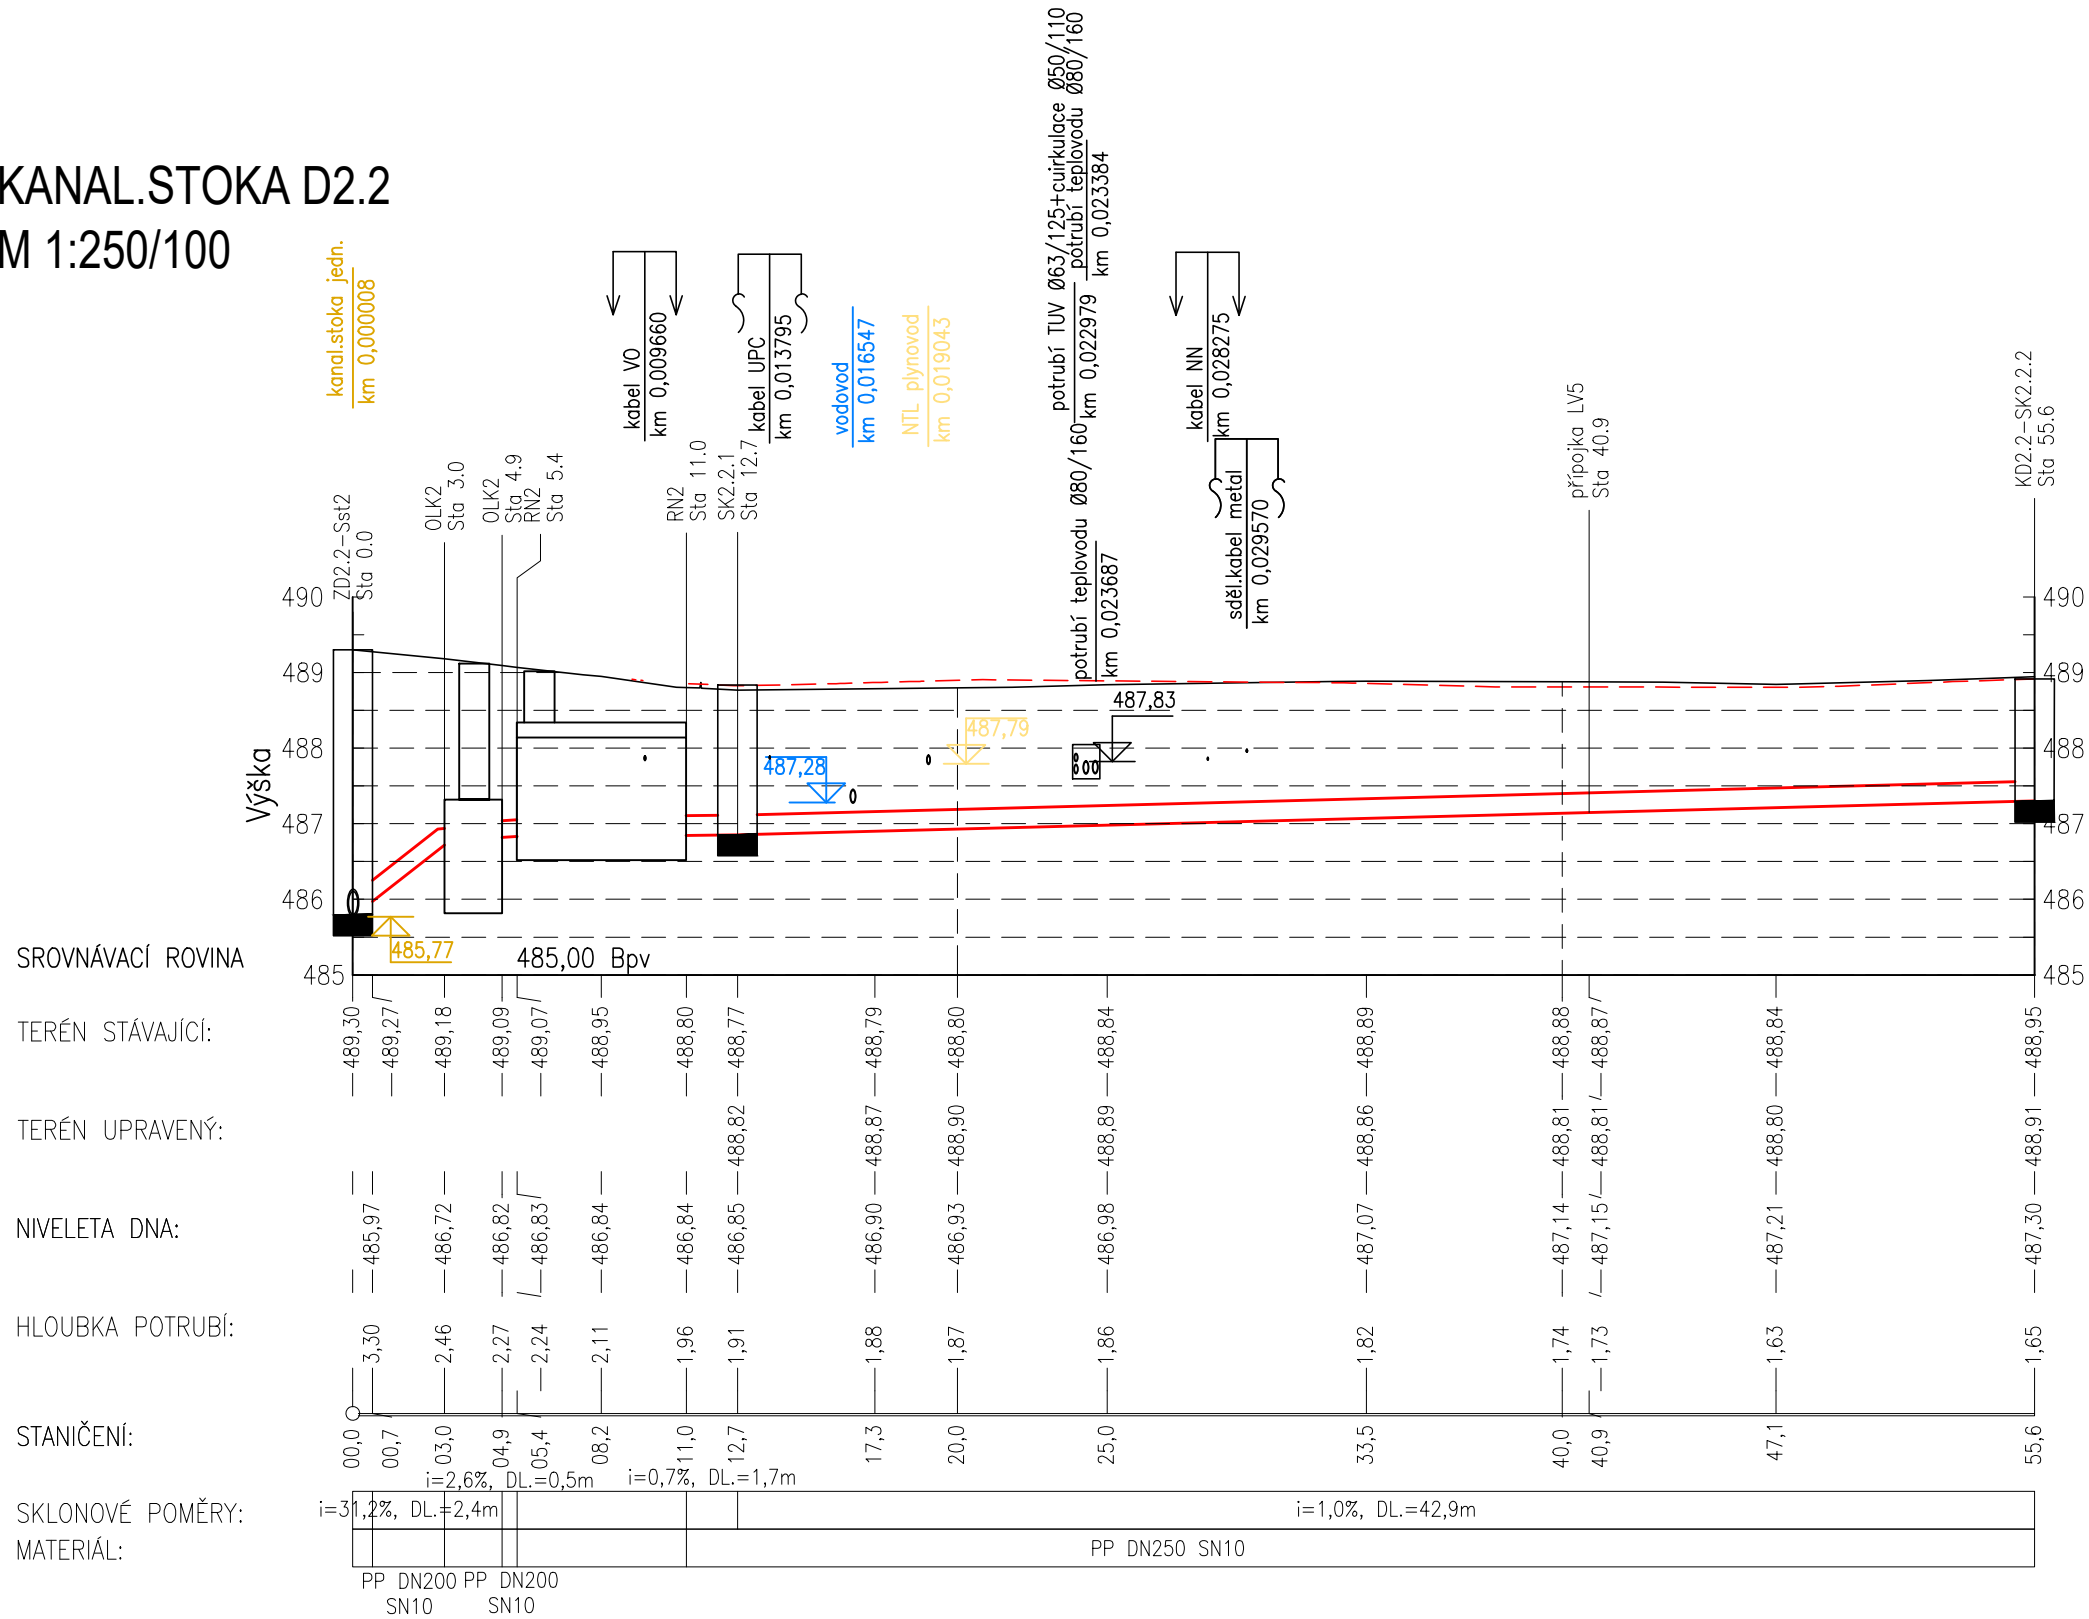 KANAL.STOKA D2.2
M 1:250/100
kanal.stoka jedn.
km 0,000008
kabel VO
km 0,009660
kabel UPC
km 0,013795
vodovod
km 0,016547
NTL plynovod
km 0,019043
potrubí TUV Ø63/125+cuirkulace Ø50/110
km 0,022979
potrubí teplovodu Ø80/160
km 0,023384
potrubí teplovodu Ø80/160
km 0,023687
kabel NN
km 0,028275
sděl.kabel metal
km 0,029570
ZD2.2-Sst2
Sta 0.0
OLK2
Sta 3.0
OLK2
Sta 4.9
RN2
Sta 5.4
RN2
Sta 11.0
SK2.2.1
Sta 12.7
přípojka LV5
Sta 40.9
KD2.2-SK2.2.2
Sta 55.6
Výška
490 490
489 489
488 488
487 487
486 486
485 485
487,83
487,79
487,28
485,77
SROVNÁVACÍ ROVINA 485,00 Bpv
TERÉN STÁVAJÍCÍ: 489,30 489,27 489,18 489,09 489,07 488,95 488,80 488,77 488,79 488,80 488,84 488,89 488,88 488,87 488,84 488,95
TERÉN UPRAVENÝ: 488,82 488,87 488,90 488,89 488,86 488,81 488,81 488,80 488,91
NIVELETA DNA: 485,97 486,72 486,82 486,83 486,84 486,84 486,85 486,90 486,93 486,98 487,07 487,14 487,15 487,21 487,30
HLOUBKA POTRUBÍ: 3,30 2,46 2,27 2,24 2,11 1,96 1,91 1,88 1,87 1,86 1,82 1,74 1,73 1,63 1,65
STANIČENÍ: 00,0 00,7 03,0 04,9 05,4 08,2 11,0 12,7 17,3 20,0 25,0 33,5 40,0 40,9 47,1 55,6
i=2,6%, DL.=0,5m i=0,7%, DL.=1,7m
SKLONOVÉ POMĚRY: i=31,2%, DL.=2,4m i=1,0%, DL.=42,9m
MATERIÁL: PP DN250 SN10
PP DN200 PP DN200
SN10 SN10